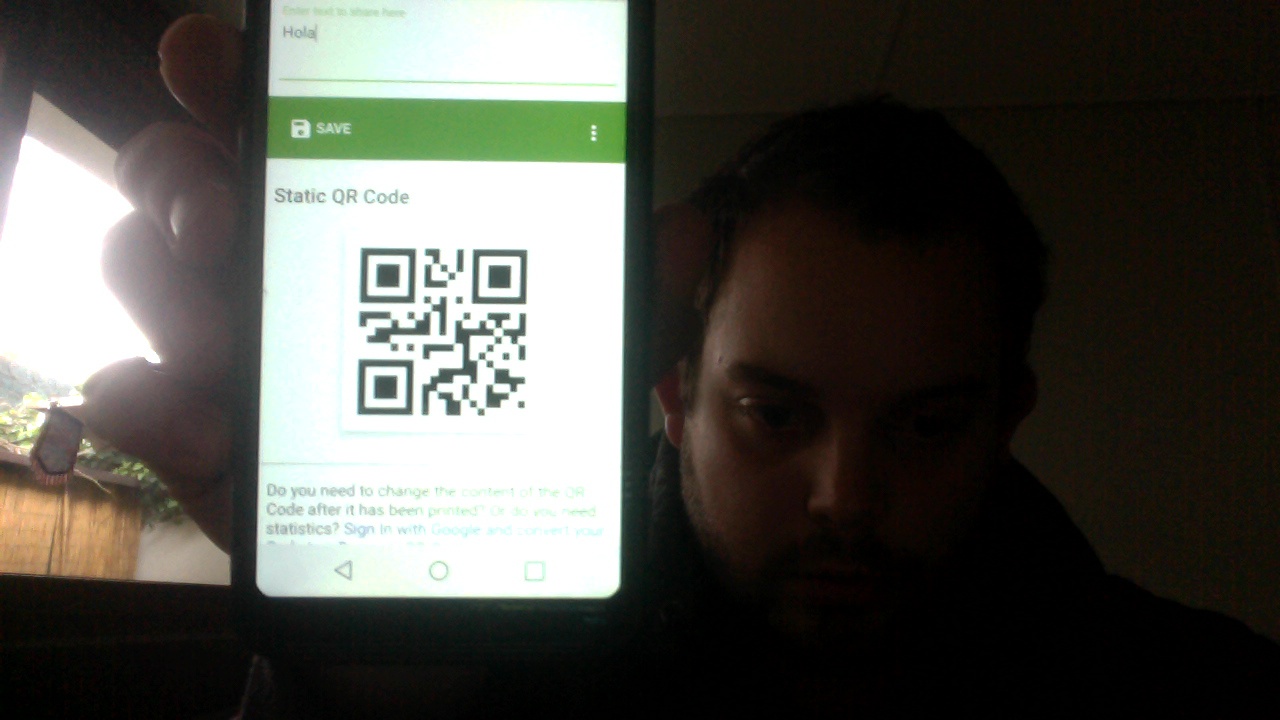 Enter text to share here
Hola
SAVE
Static QR Code
Do you need to change the content of the QR
Code after it has been printed? Or do you need
statistics? Sign In with Google and convert your